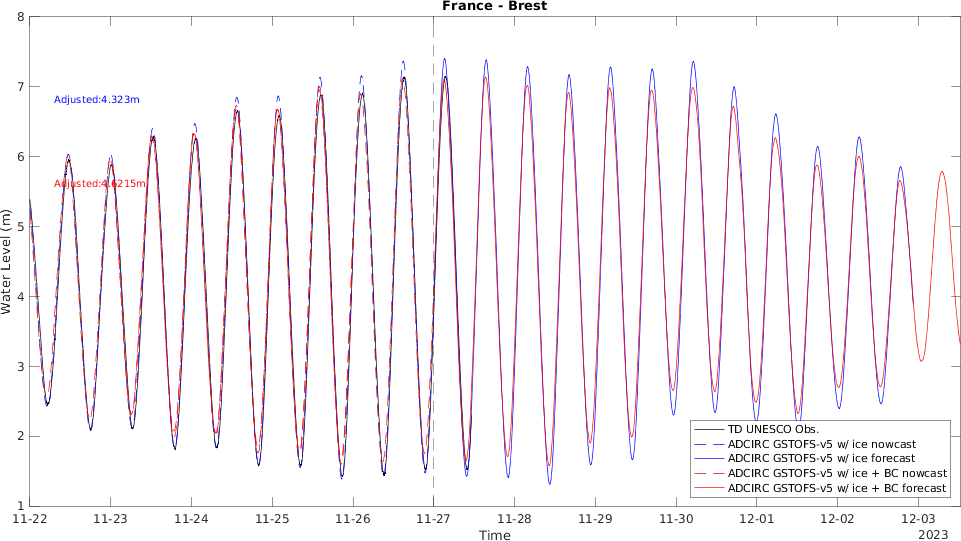 France - Brest
8
7
6
5
4
3
2
1
Water Level (m)
Adjusted:4.323m
Adjusted:4.6215m
TD UNESCO Obs.
ADCIRC GSTOFS-v5 w/ ice nowcast
ADCIRC GSTOFS-v5 w/ ice forecast
ADCIRC GSTOFS-v5 w/ ice + BC nowcast
ADCIRC GSTOFS-v5 w/ ice + BC forecast
11-22 11-23 11-24 11-25 11-26 11-27 11-28 11-29 11-30 12-01 12-02 12-03
Time
2023